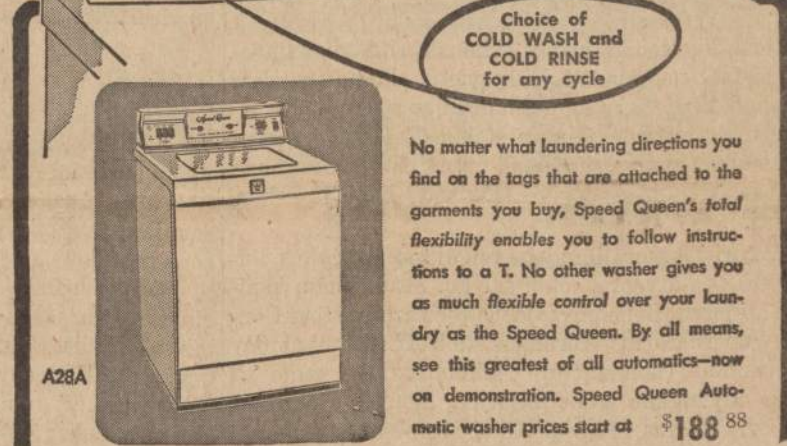 Choice of
COLD WASH and
COLD RINSE
for any cycle
Speed Queen
No matter what laundering directions you
find on the tags that are attached to the
garments you buy, Speed Queen's total
flexibility enables you to follow instruc-
tions to a T. No other washer gives you
as much flexible control over your laun-
dry as the Speed Queen. By all means,
see this greatest of all automatics—now
on demonstration. Speed Queen Auto-
matic washer prices start at $188 88
A28A